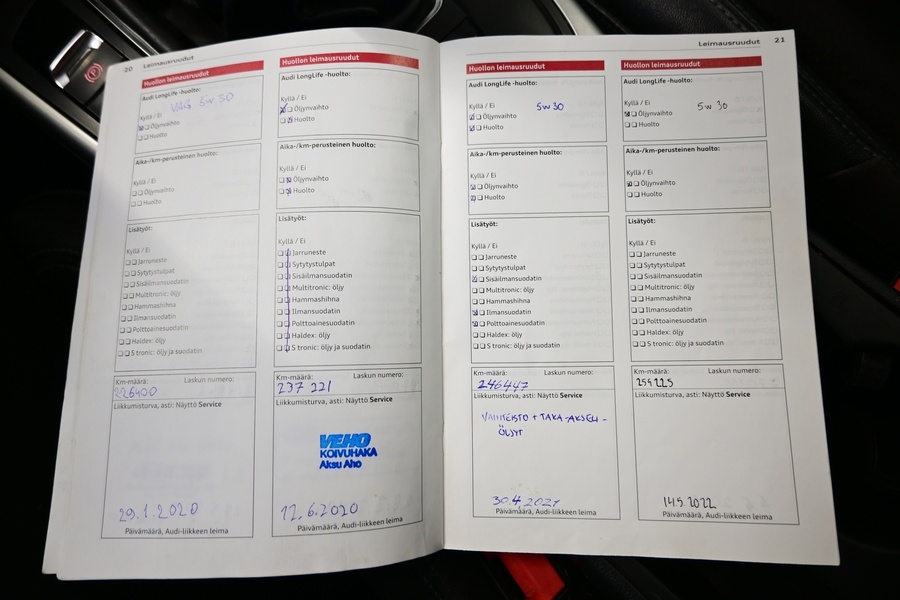 20 Leimausruudut
Huollon leimausruudut
Audi LongLife -huolto:
VAG 5w50
Kyllä / Ei
Öljynvaihto
Huolto
Aika-/km-perusteinen huolto:
Kyllä / Ei
Öljynvaihto
Huolto
Lisätyöt:
Kyllä / Ei
Jarruneste
Sytytystulpat
Sisäilmansuodatin
Multitronic: öljy
Hammashihna
Ilmansuodatin
Polttoainesuodatin
Haldex: öljy
S tronic: öljy ja suodatin
Km-määrä: Laskun numero:
226400
Liikkumisturva, asti: Näyttö Service
29.1.2020
Päivämäärä, Audi-liikkeen leima
Huollon leimausruudut
Audi LongLife -huolto:
Kyllä / Ei
Öljynvaihto
Huolto
Aika-/km-perusteinen huolto:
Kyllä / Ei
Öljynvaihto
Huolto
Lisätyöt:
Kyllä / Ei
Jarruneste
Sytytystulpat
Sisäilmansuodatin
Multitronic: öljy
Hammashihna
Ilmansuodatin
Polttoainesuodatin
Haldex: öljy
S tronic: öljy ja suodatin
Km-määrä: Laskun numero:
237 221
Liikkumisturva, asti: Näyttö Service
VEHO
KOIVUHAKA
Aksu Aho
12.6.2020
Päivämäärä, Audi-liikkeen leima
Leimausruudut 21
Huollon leimausruudut
Audi LongLife -huolto:
Kyllä / Ei 5w30
Öljynvaihto
Huolto
Aika-/km-perusteinen huolto:
Kyllä / Ei
Öljynvaihto
Huolto
Lisätyöt:
Kyllä / Ei
Jarruneste
Sytytystulpat
Sisäilmansuodatin
Multitronic: öljy
Hammashihna
Ilmansuodatin
Polttoainesuodatin
Haldex: öljy
S tronic: öljy ja suodatin
Km-määrä: Laskun numero:
246447
Liikkumisturva, asti: Näyttö Service
VAIHTEISTO + TAKA-AKSELI-
ÖLJYT
30.4.2021
Päivämäärä, Audi-liikkeen leima
Huollon leimausruudut
Audi LongLife -huolto:
Kyllä / Ei 5w30
Öljynvaihto
Huolto
Aika-/km-perusteinen huolto:
Kyllä / Ei
Öljynvaihto
Huolto
Lisätyöt:
Kyllä / Ei
Jarruneste
Sytytystulpat
Sisäilmansuodatin
Multitronic: öljy
Hammashihna
Ilmansuodatin
Polttoainesuodatin
Haldex: öljy
S tronic: öljy ja suodatin
Km-määrä: Laskun numero:
259225
Liikkumisturva, asti: Näyttö Service
14.9.2022
Päivämäärä, Audi-liikkeen leima